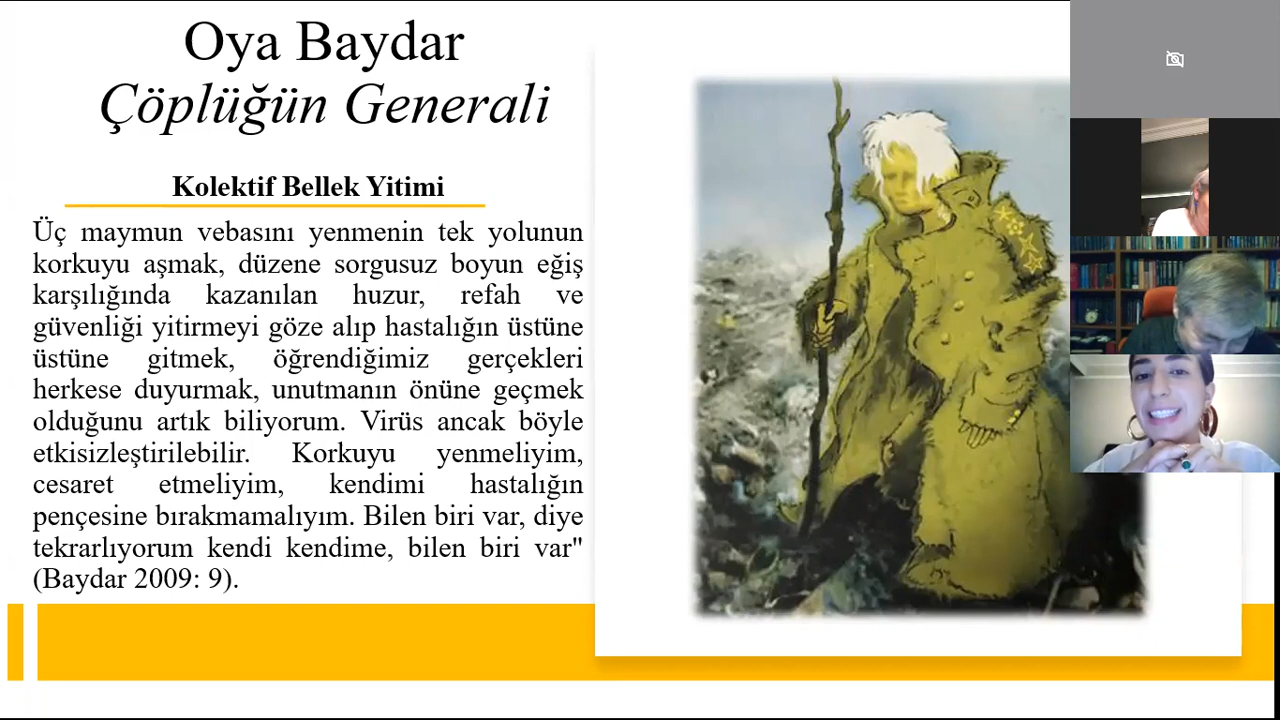 Oya Baydar
Çöplüğün Generali
Kolektif Bellek Yitimi
Üç maymun vebasını yenmenin tek yolunun
korkuyu aşmak, düzene sorgusuz boyun eğiş
karşılığında kazanılan huzur, refah ve
güvenliği yitirmeyi göze alıp hastalığın üstüne
üstüne gitmek, öğrendiğimiz gerçekleri
herkese duyurmak, unutmanın önüne geçmek
olduğunu artık biliyorum. Virüs ancak böyle
etkisizleştirilebilir. Korkuyu yenmeliyim,
cesaret etmeliyim, kendimi hastalığın
pençesine bırakmamalıyım. Bilen biri var, diye
tekrarlıyorum kendi kendime, bilen biri var"
(Baydar 2009: 9).